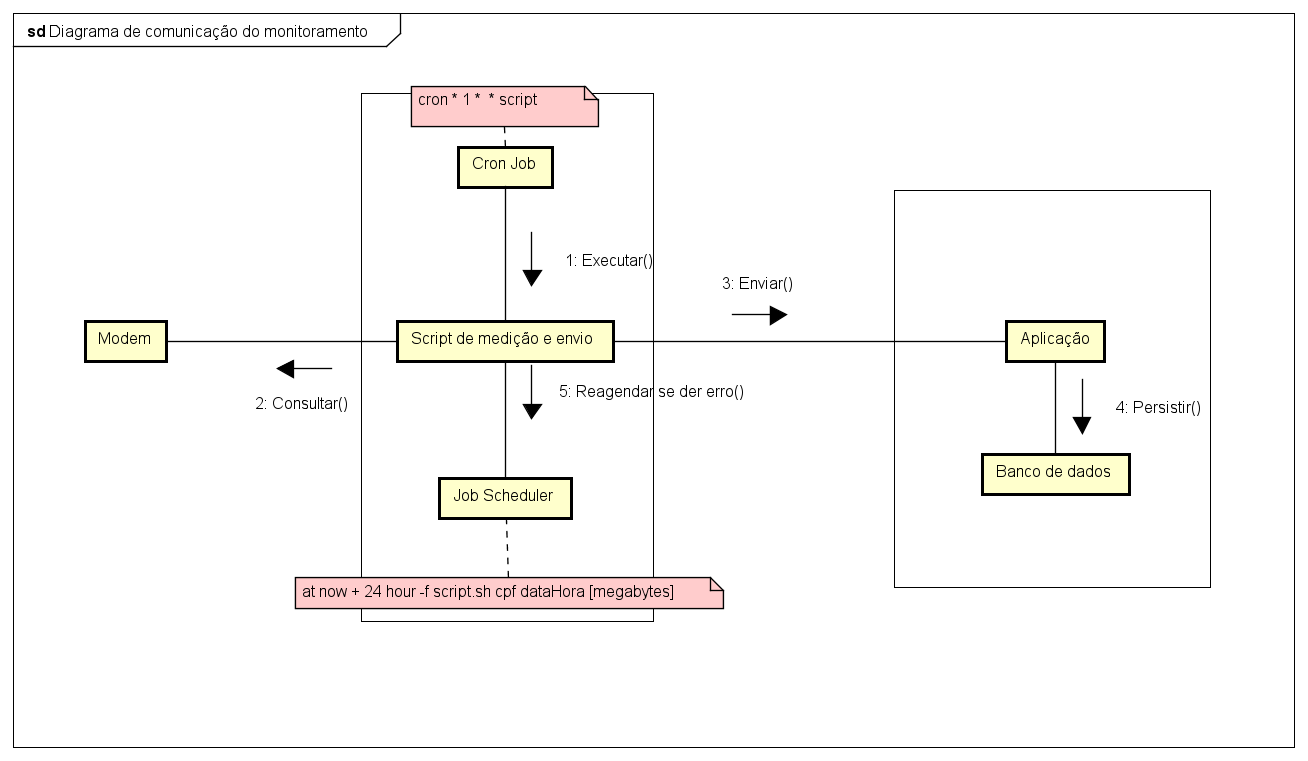 sd Diagrama de comunicação do monitoramento
cron * 1 *  * script
Cron Job
1: Executar()
3: Enviar()
Modem
Script de medição e envio
Aplicação
2: Consultar()
5: Reagendar se der erro()
4: Persistir()
Banco de dados
Job Scheduler
at now + 24 hour -f script.sh cpf dataHora [megabytes]